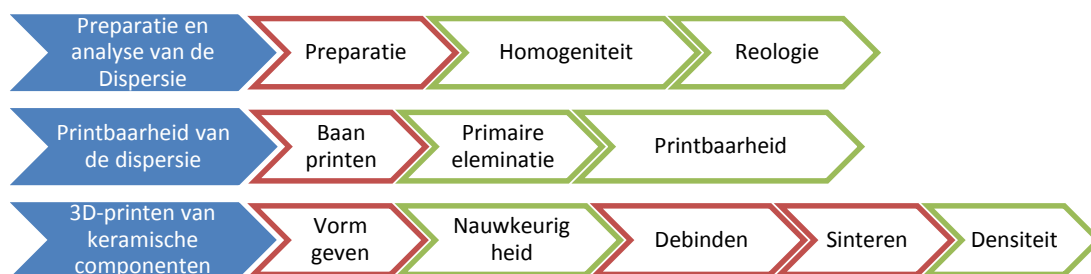 Preparatie en
analyse van de
Dispersie
Preparatie
Homogeniteit
Reologie
Printbaarheid van
de dispersie
Baan
printen
Primaire
eleminatie
Printbaarheid
3D-printen van
keramische
componenten
Vorm
geven
Nauwkeurig
heid
Debinden
Sinteren
Densiteit